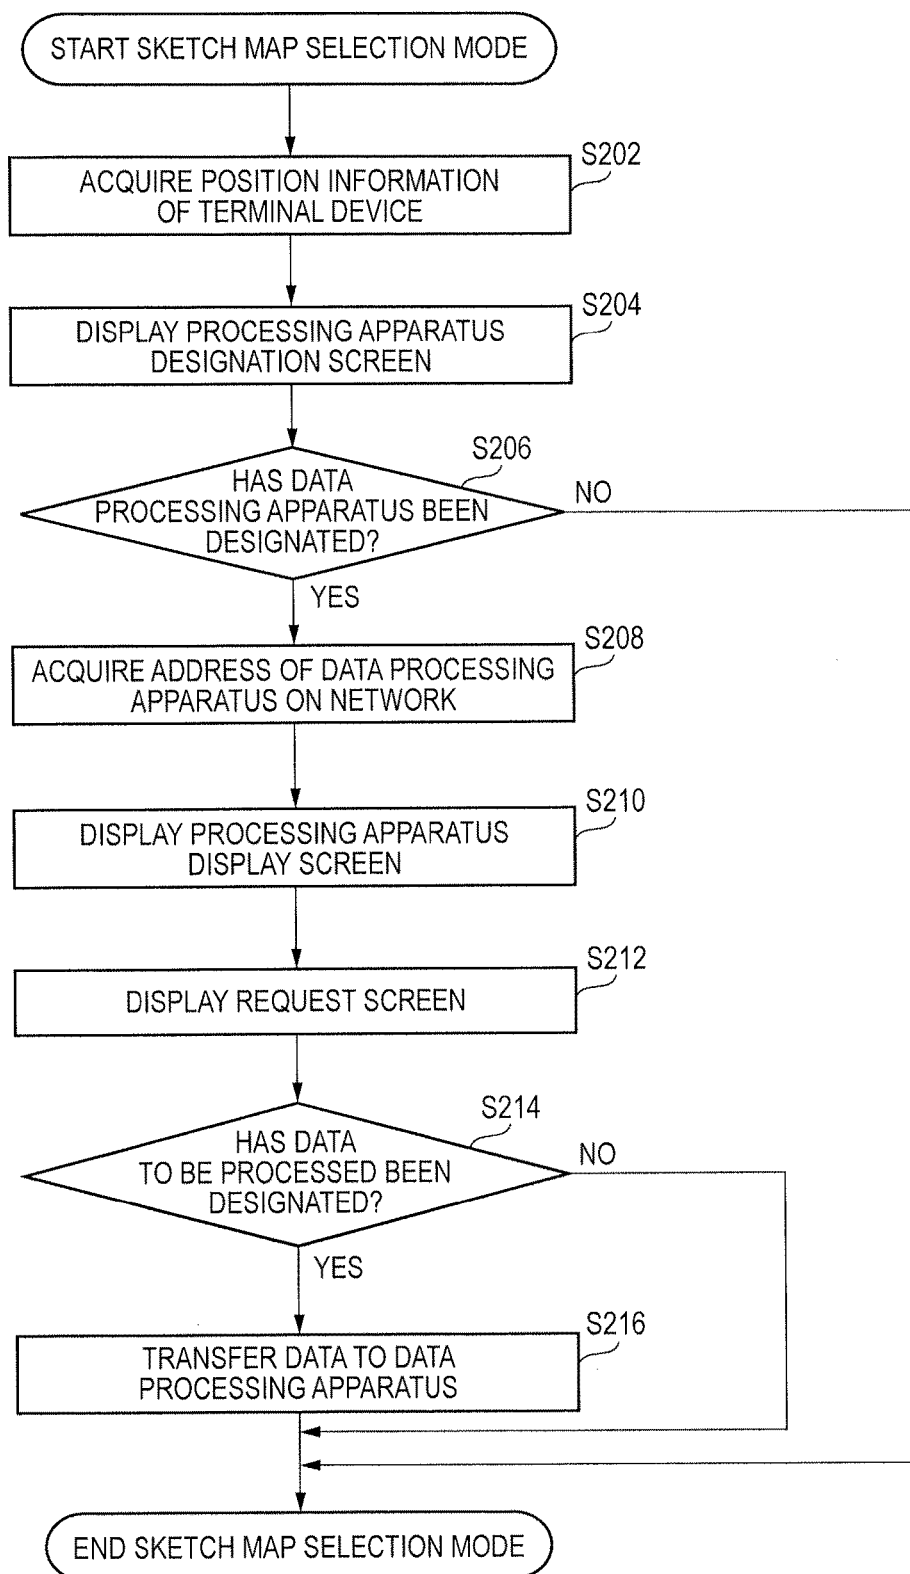 START SKETCH MAP SELECTION MODE
S202
ACQUIRE POSITION INFORMATION
OF TERMINAL DEVICE
S204
DISPLAY PROCESSING APPARATUS
DESIGNATION SCREEN
S206
HAS DATA
PROCESSING APPARATUS BEEN
DESIGNATED?
NO
YES
S208
ACQUIRE ADDRESS OF DATA PROCESSING
APPARATUS ON NETWORK
S210
DISPLAY PROCESSING APPARATUS
DISPLAY SCREEN
S212
DISPLAY REQUEST SCREEN
S214
HAS DATA
TO BE PROCESSED BEEN
DESIGNATED?
NO
YES
S216
TRANSFER DATA TO DATA
PROCESSING APPARATUS
END SKETCH MAP SELECTION MODE